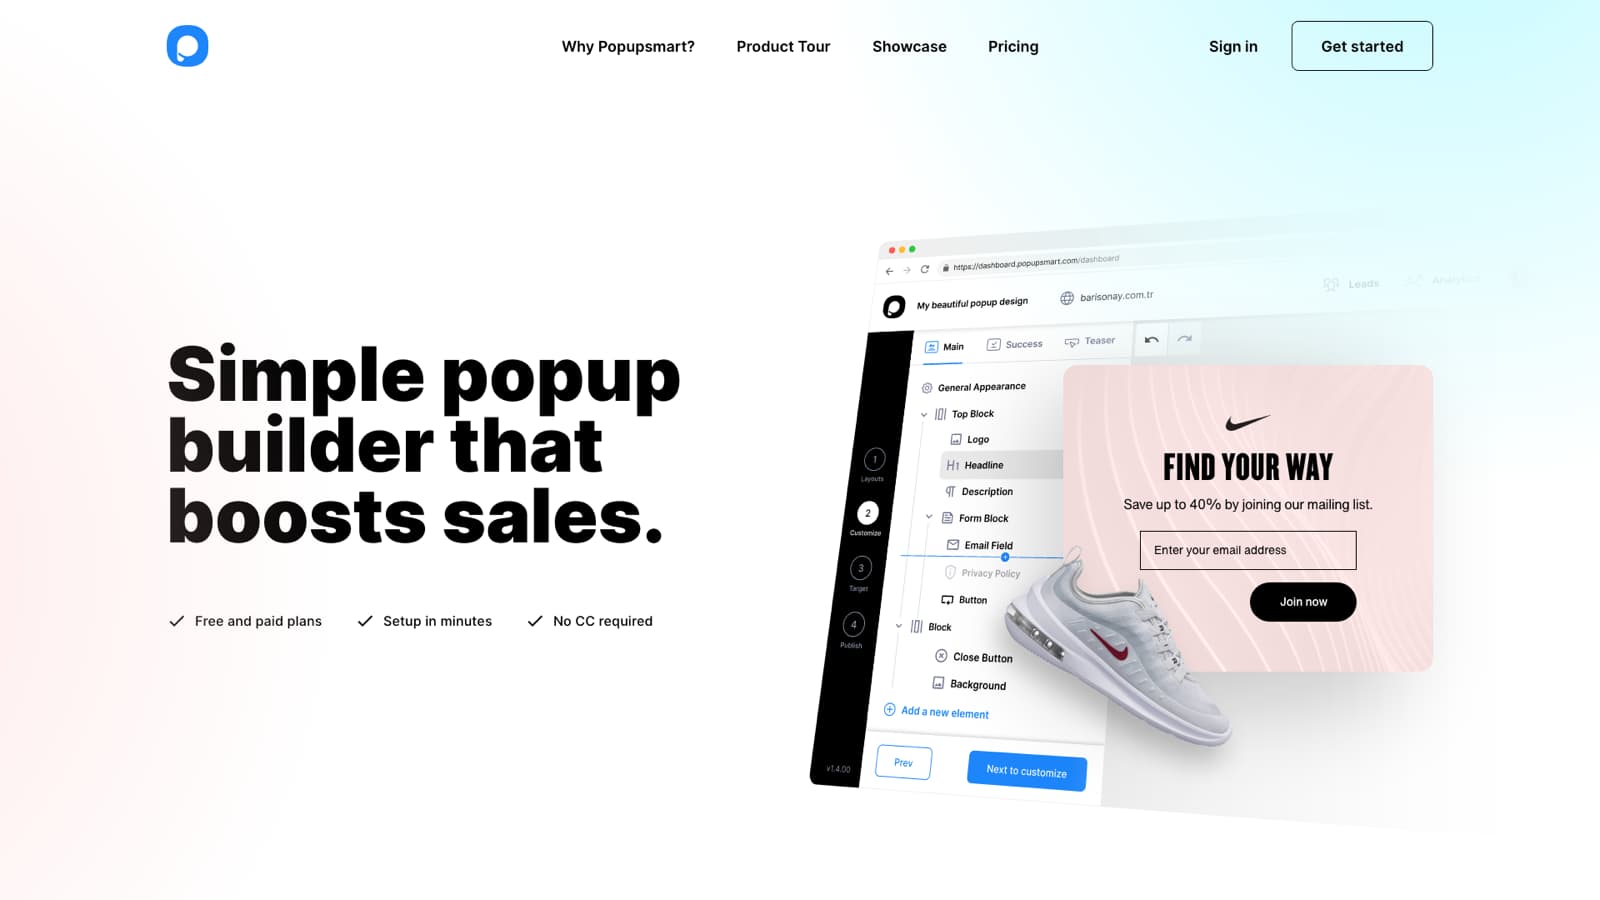 Why Popupsmart?
Product Tour
Showcase
Pricing
Sign in
Get started
Simple popup
builder that
boosts sales.
Free and paid plans
Setup in minutes
No CC required
https://dashboard.popupsmart.com/dashboard
My beautiful popup design
barisonay.com.tr
Leads
Analytics
Main
Success
Teaser
General Appearance
Top Block
Logo
H1 Headline
Description
Form Block
Email Field
Privacy Policy
Button
Block
Close Button
Background
Add a new element
1
Layouts
2
Customize
3
Target
4
Publish
v1.4.00
Prev
Next to customize
FIND YOUR WAY
Save up to 40% by joining our mailing list.
Enter your email address
Join now